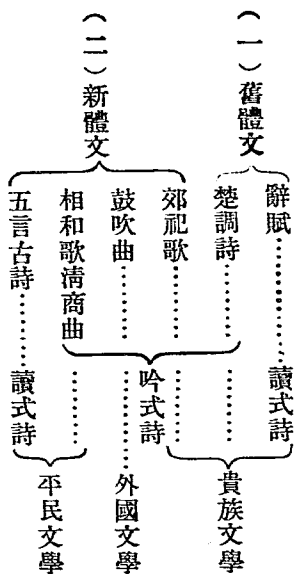 （一）舊體文
辭賦………讀式詩
楚調詩……
（二）新體文
郊祀歌……
鼓吹曲……
相和歌清商曲
五言古詩……讀式詩
吟式詩
貴族文學
外國文學
平民文學